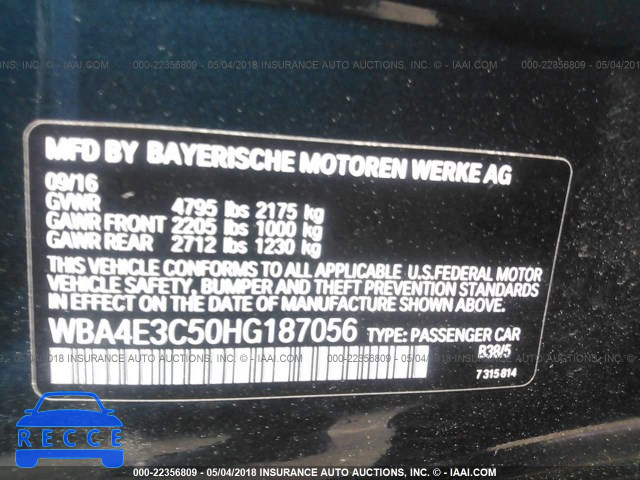 000-22356809 - 05/04/2018 INSURANCE AUTO AUCTIONS, INC. © - IAAI.COM
MFD BY BAYERISCHE MOTOREN WERKE AG
09/16
GVWR 4795 lbs 2175 kg
GAWR FRONT 2205 lbs 1000 kg
GAWR REAR 2712 lbs 1230 kg
THIS VEHICLE CONFORMS TO ALL APPLICABLE U.S.FEDERAL MOTOR
VEHICLE SAFETY, BUMPER AND THEFT PREVENTION STANDARDS
IN EFFECT ON THE DATE OF MANUFACTURE SHOWN ABOVE.
WBA4E3C50HG187056 TYPE: PASSENGER CAR
B38/5
7 315 814
RECCE
000-22356809 - 05/04/2018 INSURANCE AUTO AUCTIONS, INC. © - IAAI.COM